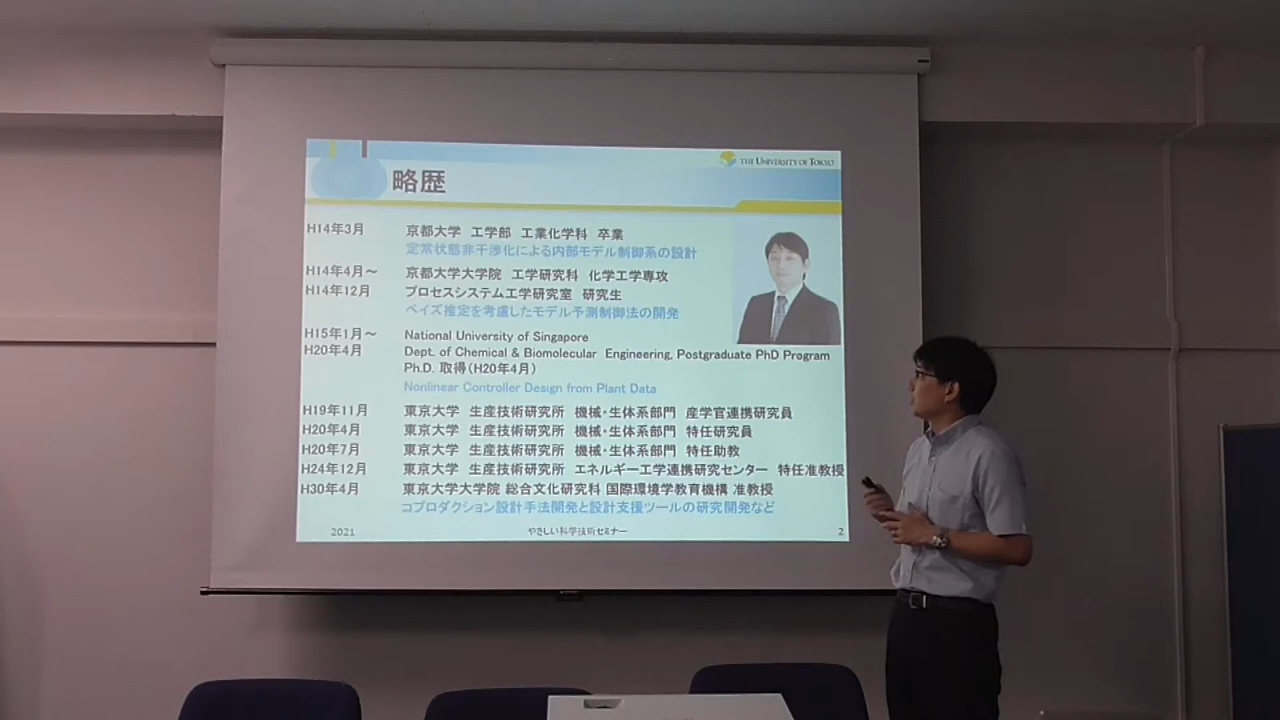 THE UNIVERSITY OF TOKYO
略歴
H14年3月 京都大学 工学部 工業化学科 卒業
定常状態非干渉化による内部モデル制御系の設計
H14年4月～ 京都大学大学院 工学研究科 化学工学専攻
H14年12月 プロセスシステム工学研究室 研究生
ベイズ推定を考慮したモデル予測制御法の開発
H15年1月～ National University of Singapore
H20年4月 Dept. of Chemical & Biomolecular Engineering, Postgraduate PhD Program
Ph.D. 取得（H20年4月）
Nonlinear Controller Design from Plant Data
H19年11月 東京大学 生産技術研究所 機械・生体系部門 産学官連携研究員
H20年4月 東京大学 生産技術研究所 機械・生体系部門 特任研究員
H20年7月 東京大学 生産技術研究所 機械・生体系部門 特任助教
H24年12月 東京大学 生産技術研究所 エネルギー工学連携研究センター 特任准教授
H30年4月 東京大学大学院 総合文化研究科 国際環境学教育機構 准教授
コプロダクション設計手法開発と設計支援ツールの研究開発など
2021 やさしい科学技術セミナー 2